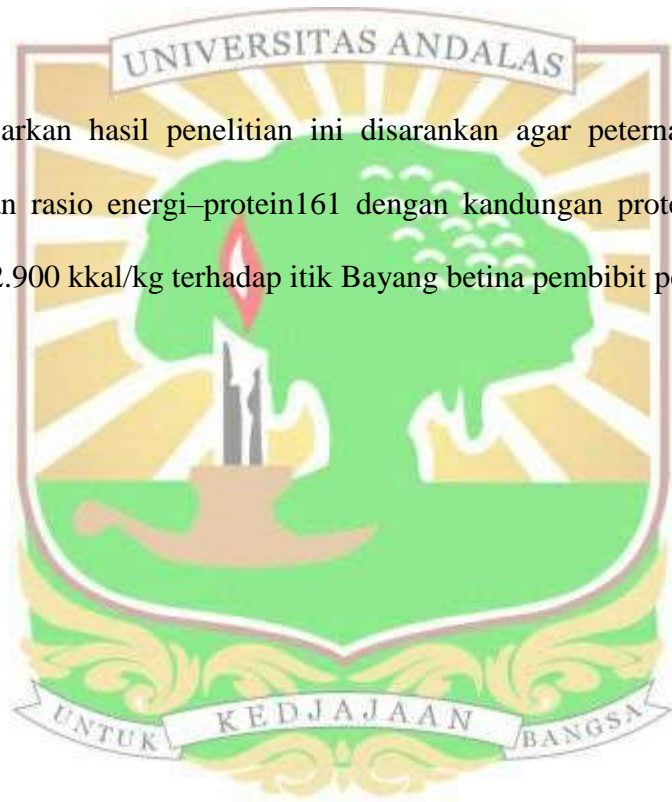 UNIVERSITAS ANDALAS
arkan hasil penelitian ini disarankan agar peterna
n rasio energi–protein161 dengan kandungan prote
2.900 kkal/kg terhadap itik Bayang betina pembibit pe
UNTUK KEDJAJAAN BANGSA